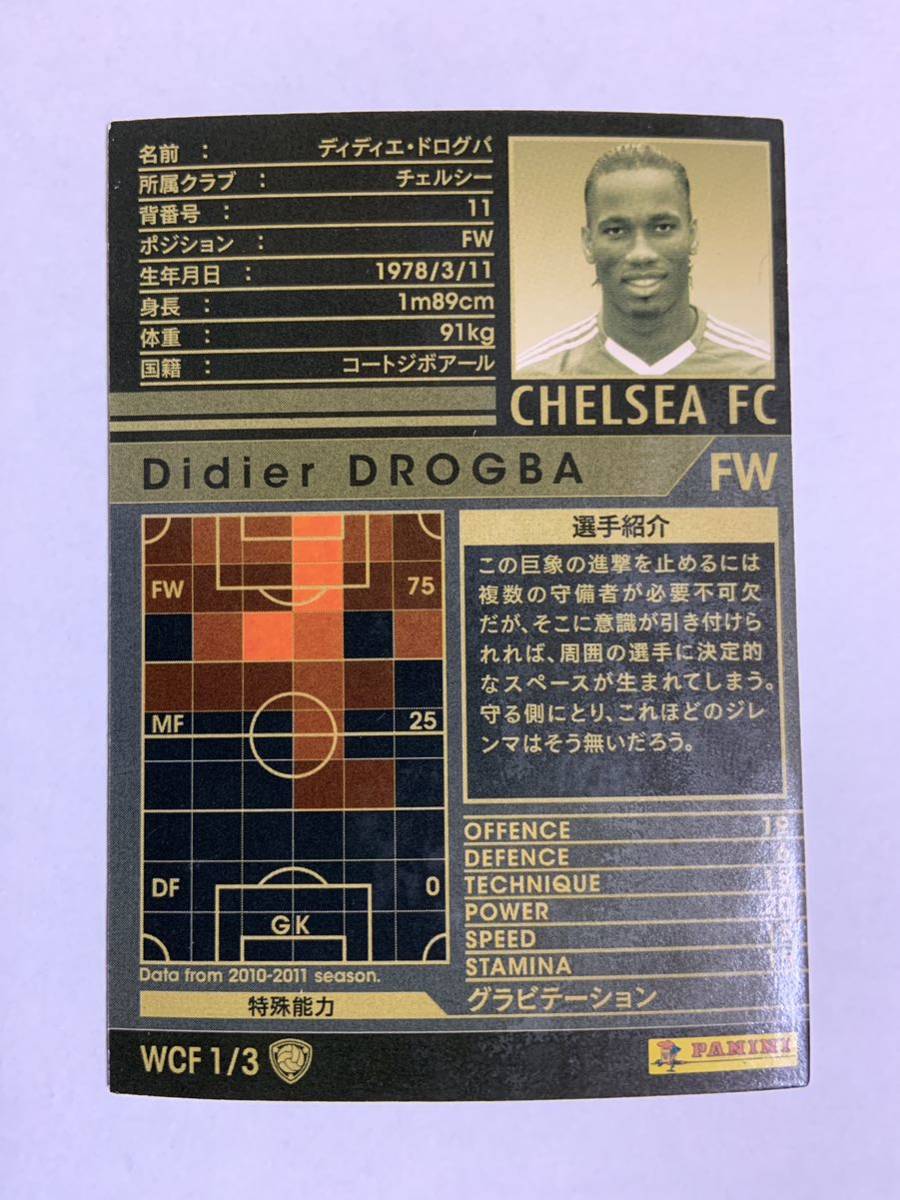 名前 : ディディエ・ドログバ
所属クラブ : チェルシー
背番号 : 11
ポジション : FW
生年月日 : 1978/3/11
身長 : 1m89cm
体重 : 91kg
国籍 : コートジボアール
CHELSEA FC
Didier DROGBA FW
FW 75
MF 25
DF 0
GK
Data from 2010-2011 season.
選手紹介
この巨象の進撃を止めるには
複数の守備者が必要不可欠
だが、そこに意識が引き付けら
れれば、周囲の選手に決定的
なスペースが生まれてしまう。
守る側にとり、これほどのジレ
ンマはそう無いだろう。
OFFENCE 19
DEFENCE
TECHNIQUE
POWER 20
SPEED
STAMINA
特殊能力 グラビテーション
WCF 1/3
PANINI